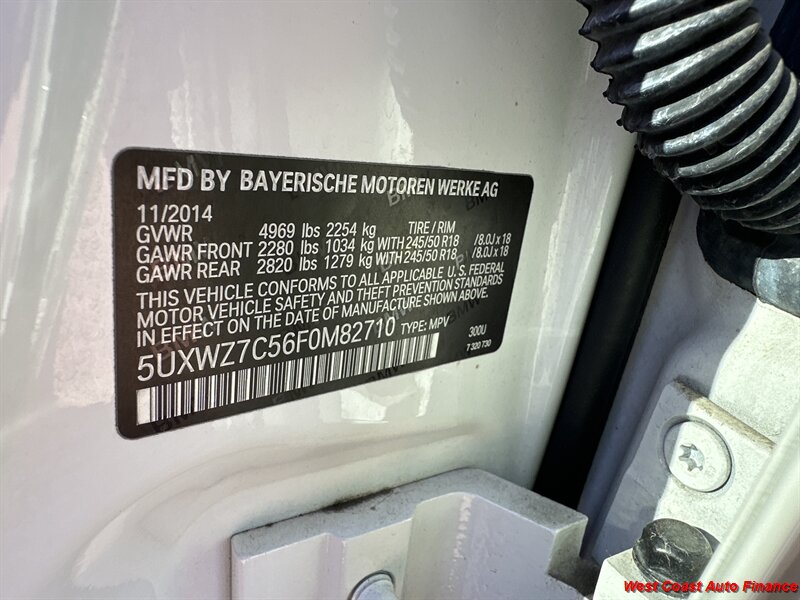 MFD BY BAYERISCHE MOTOREN WERKE AG
11/2014
GVWR 4969 lbs 2254 kg TIRE / RIM
GAWR FRONT 2280 lbs 1034 kg WITH 245/50 R18 / 8.0J x 18
GAWR REAR 2820 lbs 1279 kg WITH 245/50 R18 / 8.0J x 18
THIS VEHICLE CONFORMS TO ALL APPLICABLE U.S. FEDERAL
MOTOR VEHICLE SAFETY AND THEFT PREVENTION STANDARDS
IN EFFECT ON THE DATE OF MANUFACTURE SHOWN ABOVE.
5UXWZ7C56F0M82710 TYPE: MPV 300U
7 320 730
West Coast Auto Finance